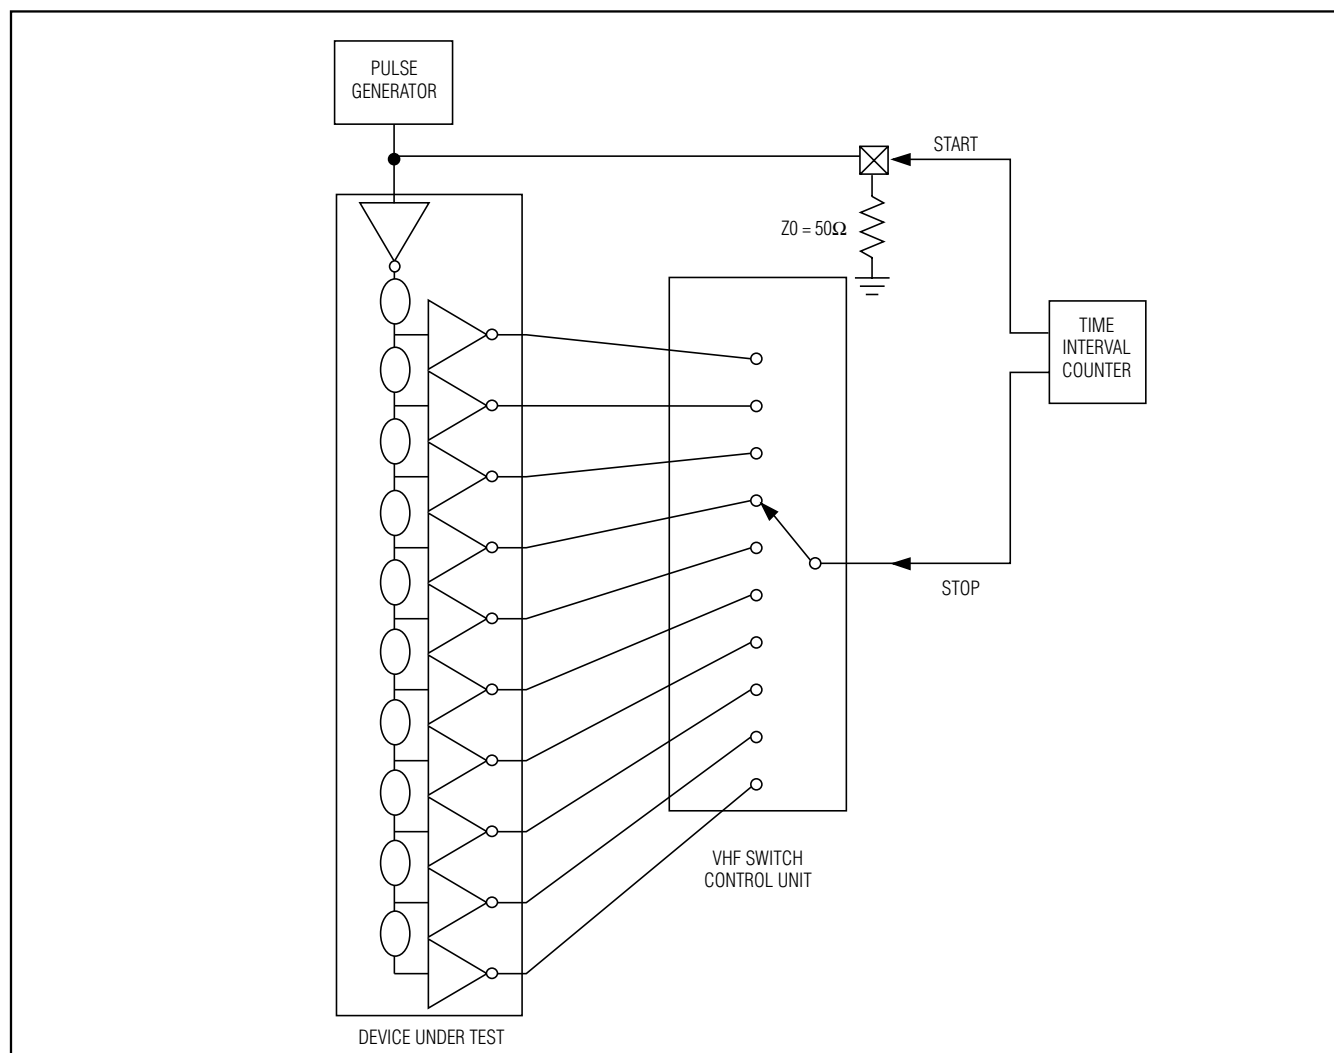 PULSE
GENERATOR
START
Z0 = 50Ω
TIME
INTERVAL
COUNTER
STOP
VHF SWITCH
CONTROL UNIT
DEVICE UNDER TEST